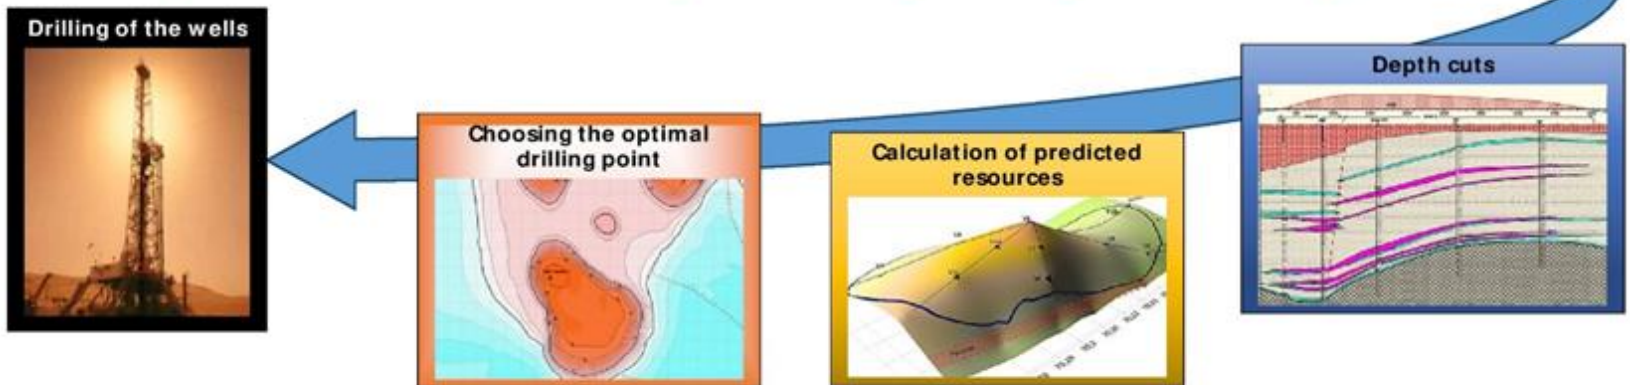 Drilling of the wells
Choosing the optimal
drilling point
Calculation of predicted
resources
Depth cuts